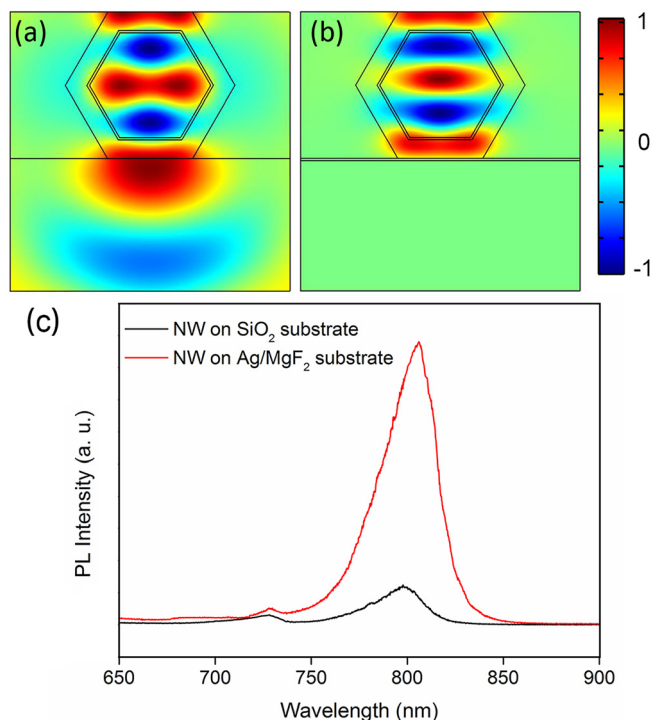 (a)
(b)
1
0
-1
(c)
NW on SiO₂ substrate
NW on Ag/MgF₂ substrate
PL Intensity (a. u.)
650 700 750 800 850 900
Wavelength (nm)